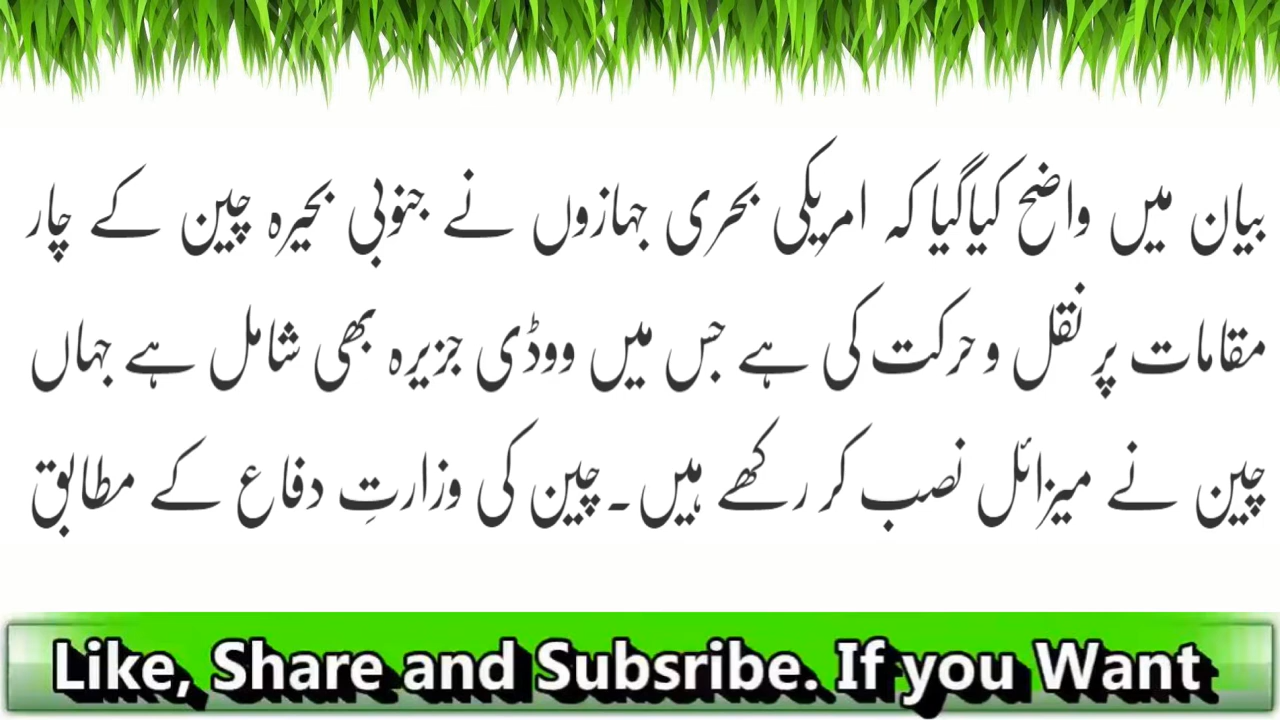 بیان میں واضح کیاگیا کہ امریکی بحری جہازوں نے جنوبی بحیرہ چین کے چار
مقامات پر نقل و حرکت کی ہے جس میں ووڈی جزیرہ بھی شامل ہے جہاں
چین نے میزائل نصب کر رکھے ہیں۔چین کی وزارتِ دفاع کے مطابق
Like, Share and Subsribe. If you Want